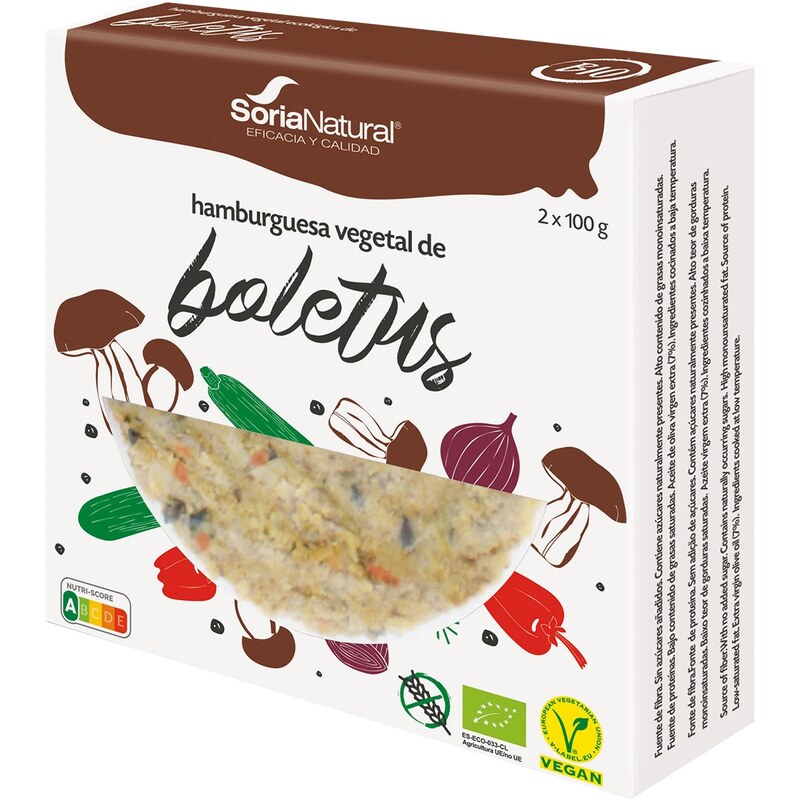 hamburguesa vegetal ecológica de
boletus
BIO
SoriaNatural®
EFICACIA Y CALIDAD
2 x 100 g
hamburguesa vegetal de
boletus
NUTRI-SCORE
A B C D E
ES-ECO-033-CL
Agricultura UE/no UE
EUROPEAN VEGETARIAN UNION
V-LABEL.EU
VEGAN
Fuente de fibra. Sin azúcares añadidos. Contiene azúcares naturalmente presentes. Alto contenido de grasas monoinsaturadas.
Fuente de proteínas. Bajo contenido de grasas saturadas. Aceite de oliva virgen extra (7%). Ingredientes cocinados a baja temperatura.
Fonte de fibra.Fonte de proteína. Sem adição de açúcares. Contém açúcares naturalmente presentes. Alto teor de gorduras
monoinsaturadas. Baixo teor de gorduras saturadas. Azeite virgem extra (7%). Ingredientes cozinhados a baixa temperatura.
Source of fiber.With no added sugar. Contains naturally occurring sugars. High monounsaturated fat. Source of protein.
Low-saturated fat. Extra virgin olive oil (7%). Ingredients cooked at low temperature.